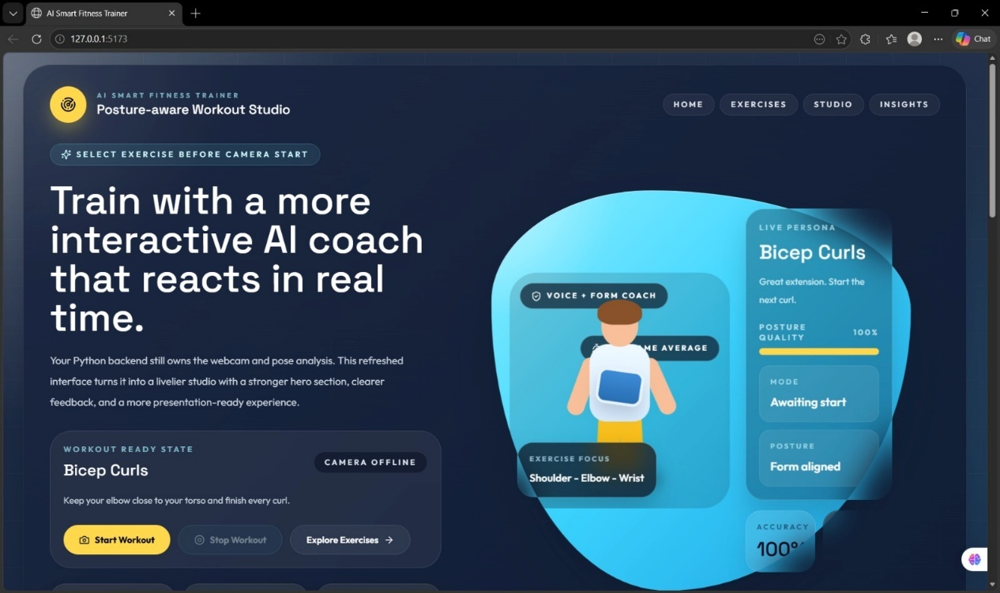 AI Smart Fitness Trainer
127.0.0.1:5173
Chat
AI SMART FITNESS TRAINER
Posture-aware Workout Studio
HOME
EXERCISES
STUDIO
INSIGHTS
SELECT EXERCISE BEFORE CAMERA START
Train with a more
interactive AI coach
that reacts in real
time.
Your Python backend still owns the webcam and pose analysis. This refreshed
interface turns it into a livelier studio with a stronger hero section, clearer
feedback, and a more presentation-ready experience.
WORKOUT READY STATE
Bicep Curls
CAMERA OFFLINE
Keep your elbow close to your torso and finish every curl.
Start Workout
Stop Workout
Explore Exercises →
VOICE + FORM COACH
AVERAGE
EXERCISE FOCUS
Shoulder - Elbow - Wrist
LIVE PERSONA
Bicep Curls
Great extension. Start the
next curl.
POSTURE
QUALITY
100%
MODE
Awaiting start
POSTURE
Form aligned
ACCURACY
100%